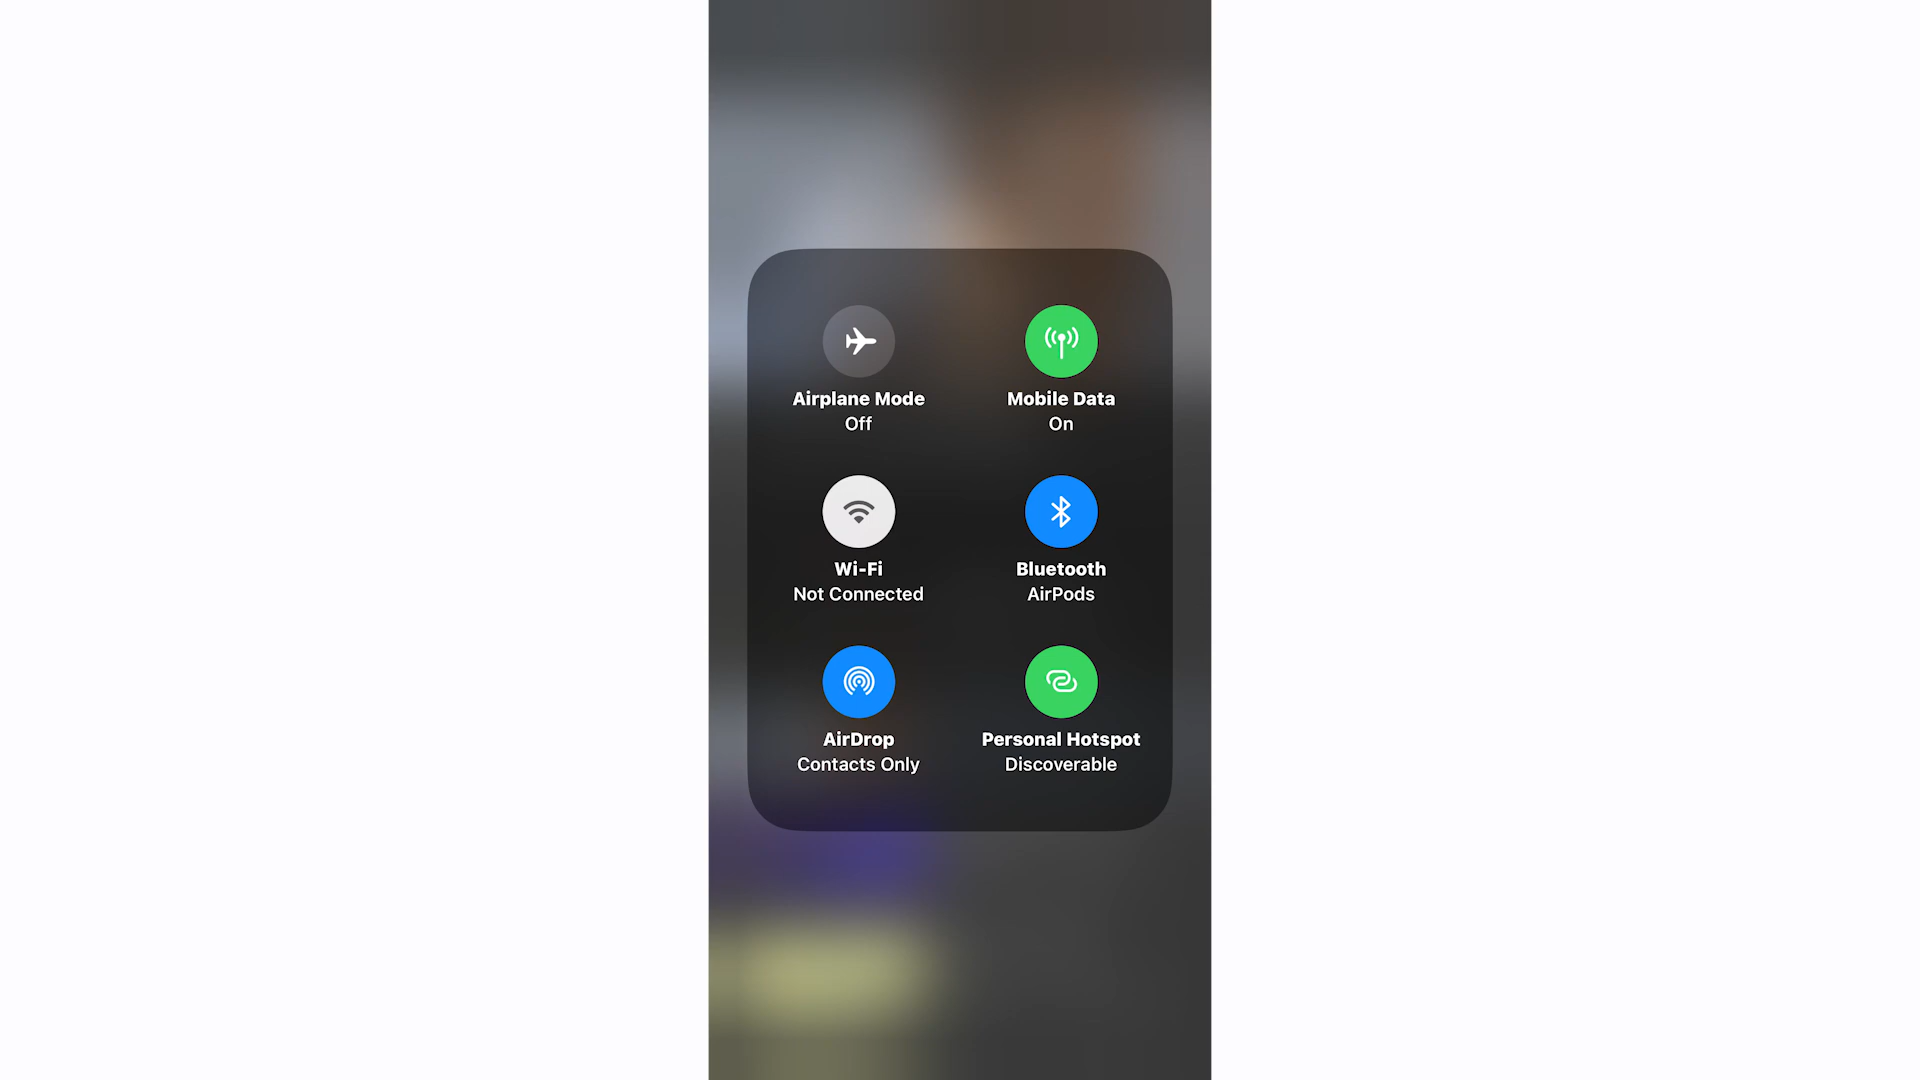 Airplane Mode
Off
Mobile Data
On
Wi-Fi
Not Connected
Bluetooth
AirPods
AirDrop
Contacts Only
Personal Hotspot
Discoverable